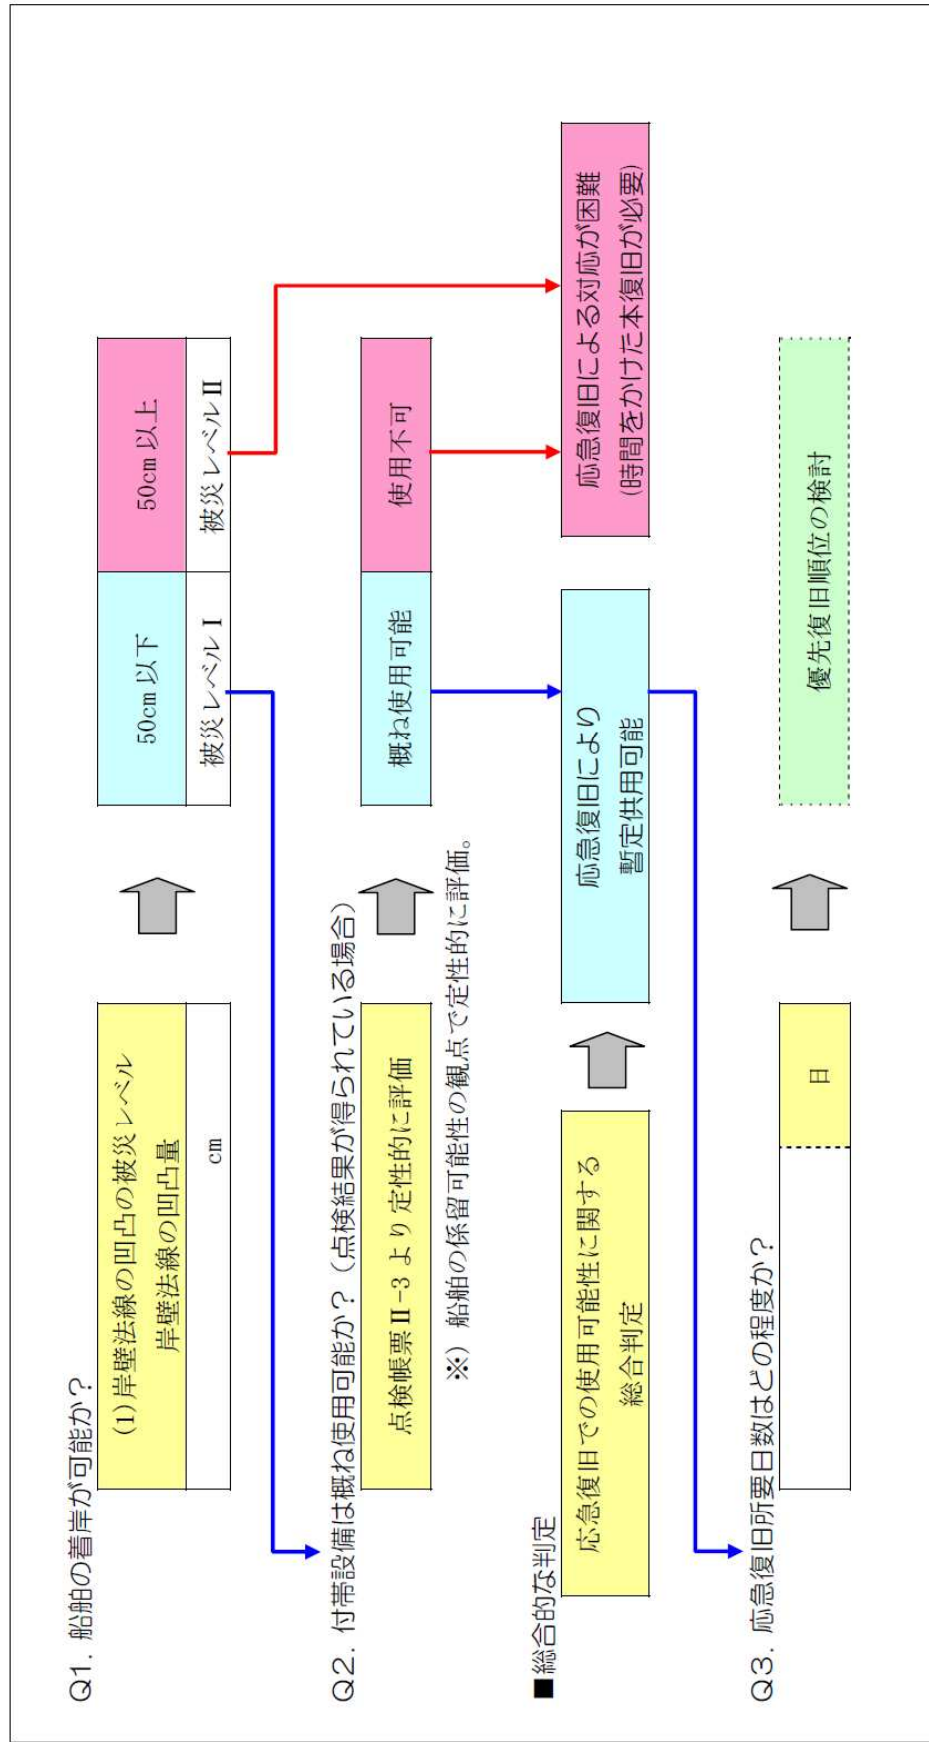 Q1. 船舶の着岸が可能か？
(1)岸壁法線の凹凸の被災レベル
岸壁法線の凹凸量
cm
50cm 以下
50cm 以上
被災レベルⅠ
被災レベルⅡ
Q2. 付帯設備は概ね使用可能か？（点検結果が得られている場合）
点検帳票Ⅱ-3より定性的に評価
概ね使用可能
使用不可
※）船舶の係留可能性の観点で定性的に評価。
■総合的な判定
応急復旧での使用可能性に関する
総合判定
応急復旧により
暫定供用可能
応急復旧による対応が困難
(時間をかけた本復旧が必要)
Q3. 応急復旧所要日数はどの程度か？
日
優先復旧順位の検討